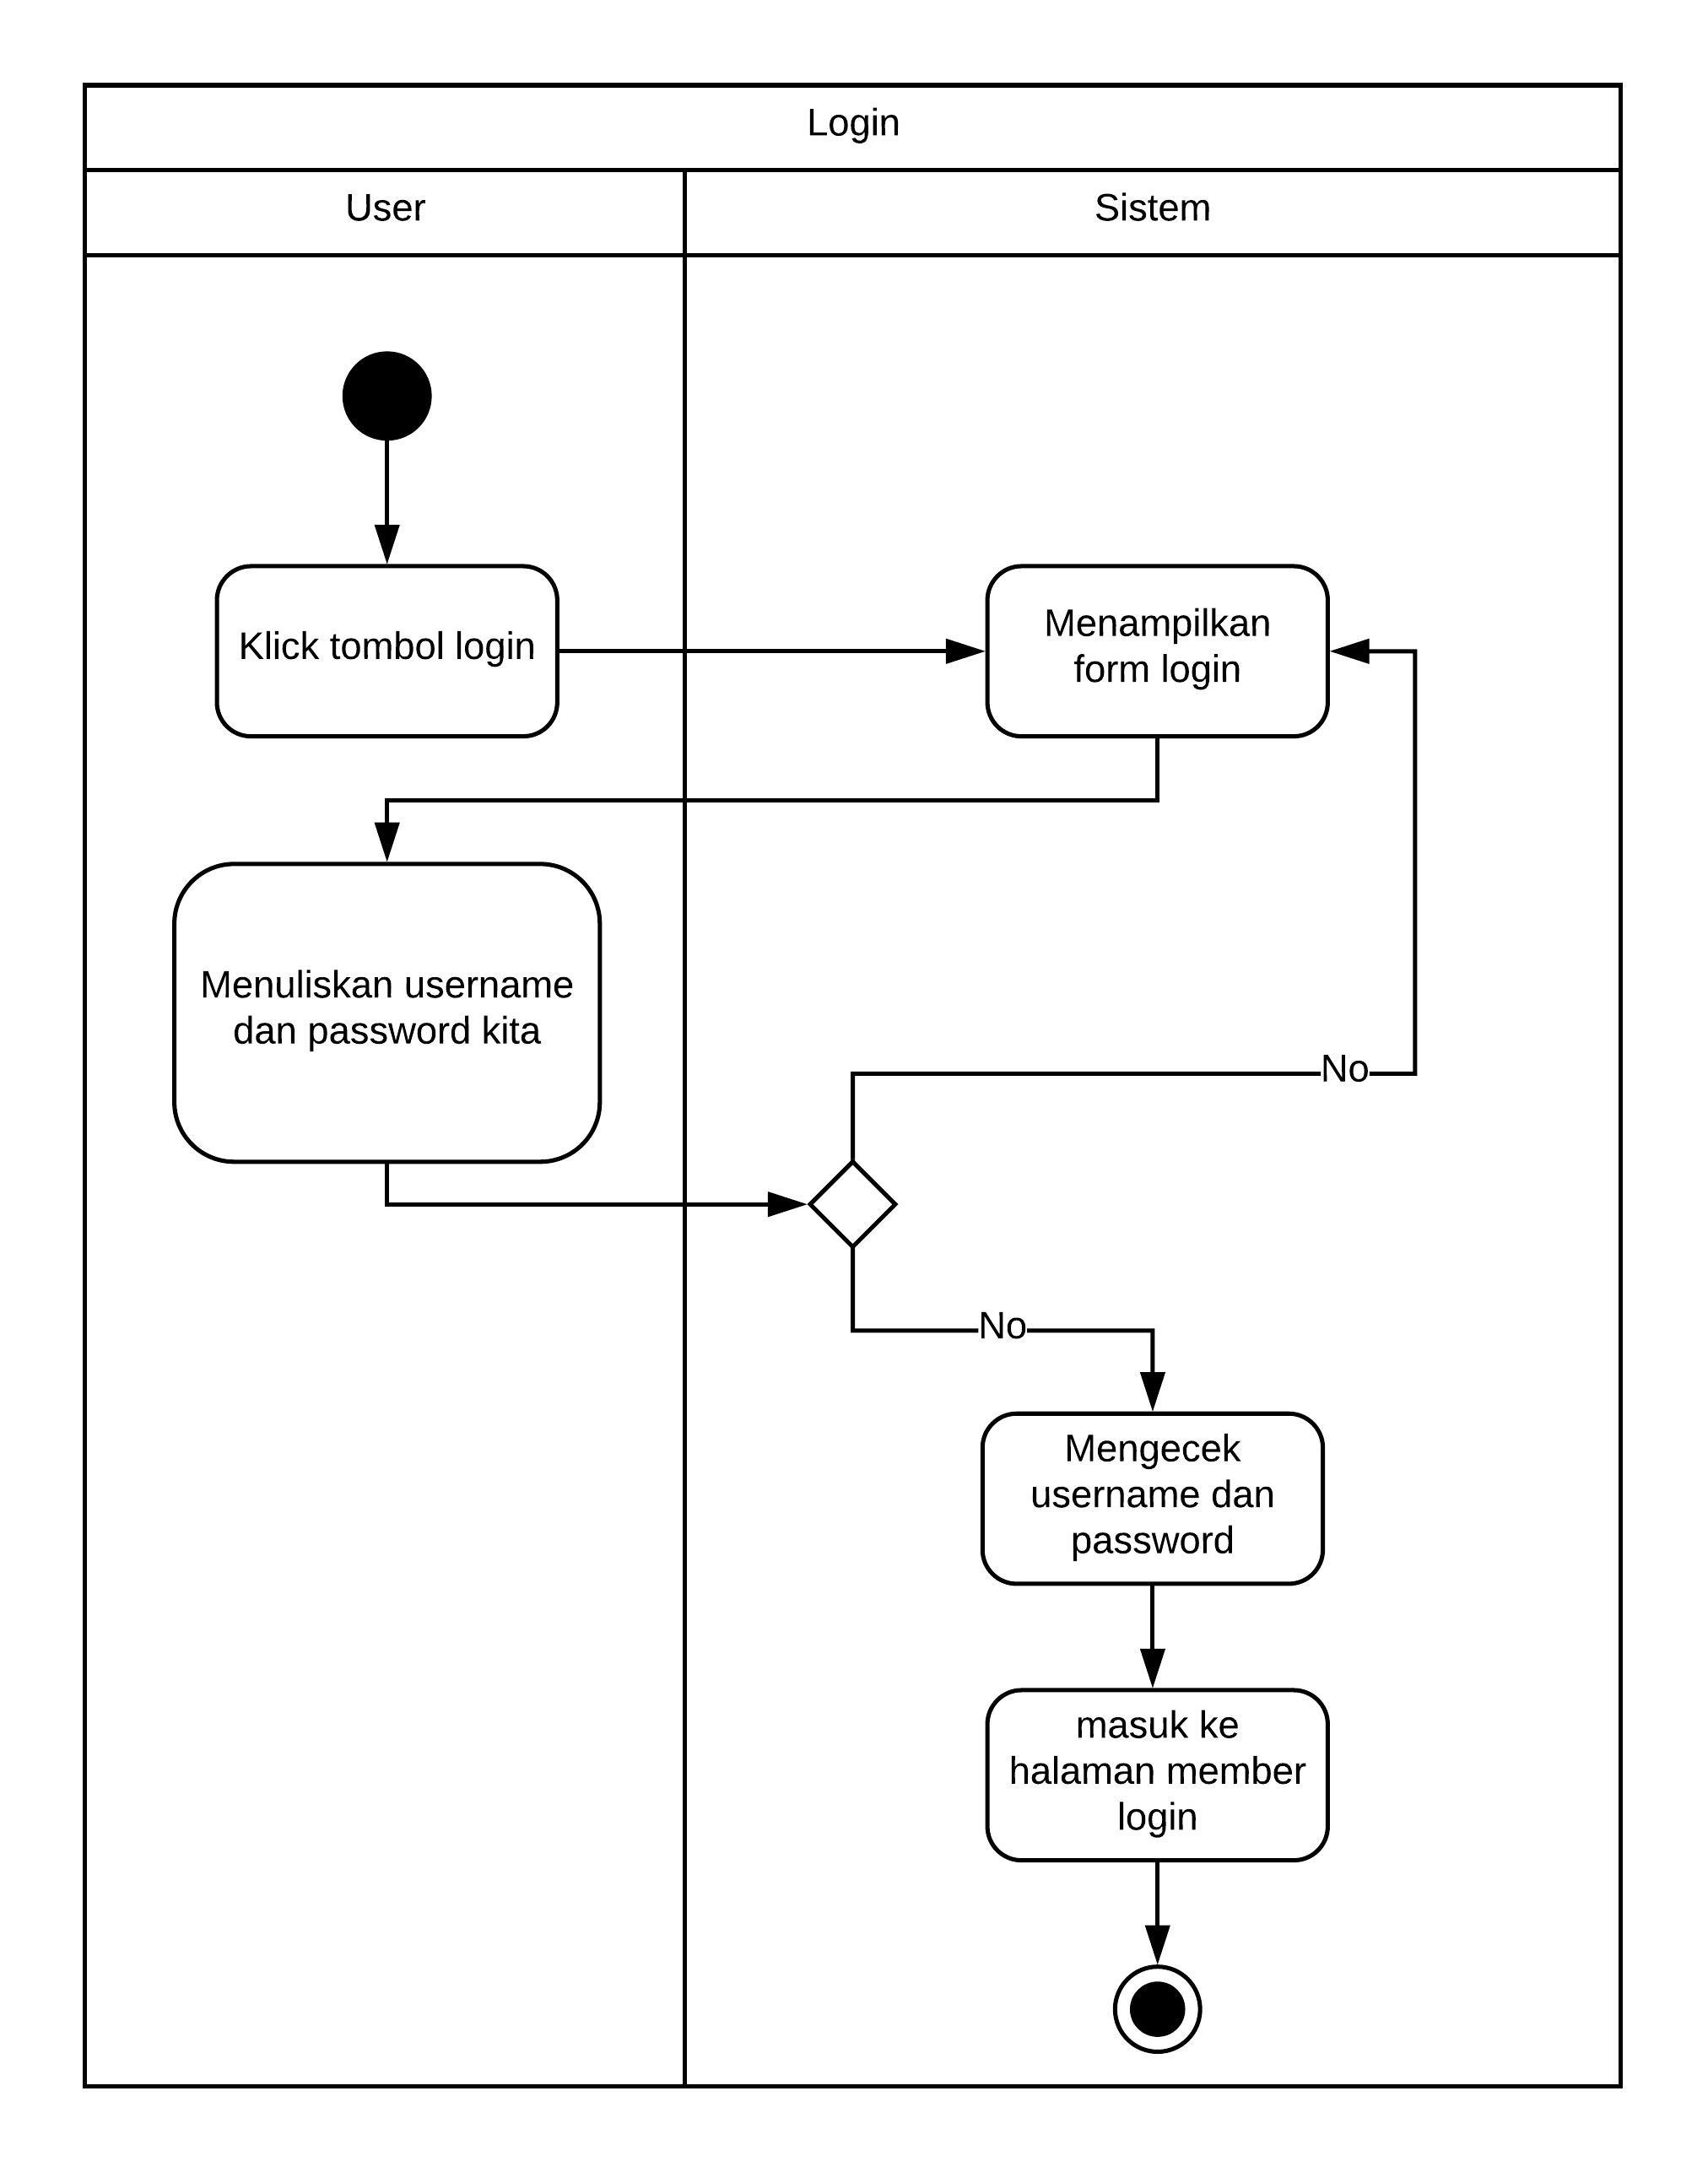 Login
User
Sistem
Klick tombol login
Menampilkan
form login
Menuliskan username
dan password kita
No
No
Mengecek
username dan
password
masuk ke
halaman member
login